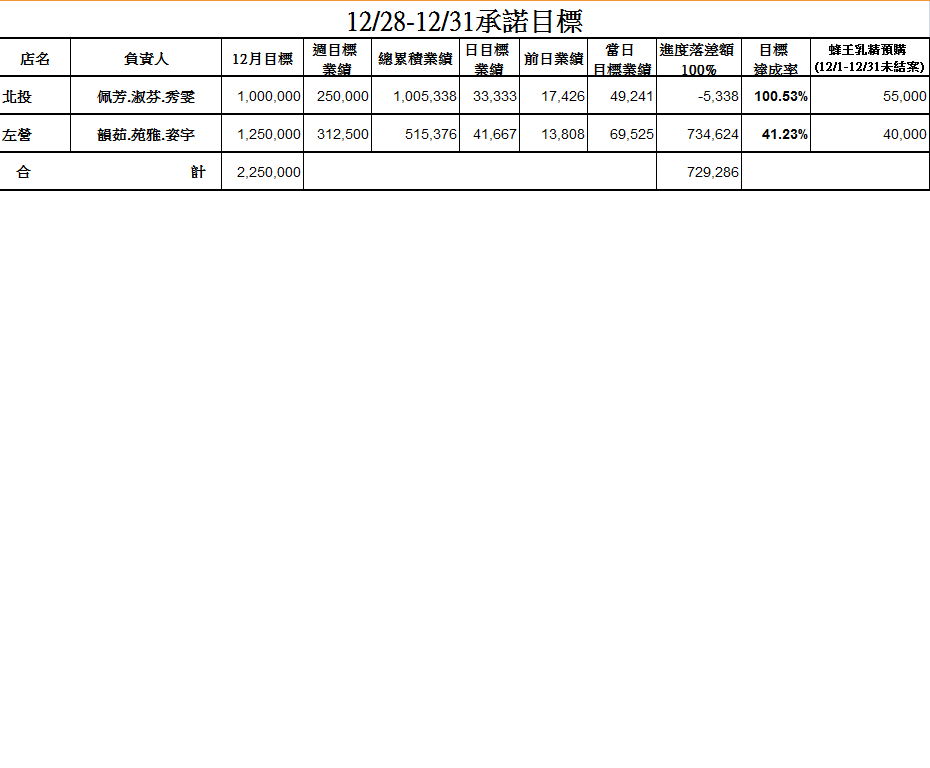 12/28-12/31承諾目標
店名 負責人 12月目標 週目標業績 總累積業績 日目標業績 前日業績 當日目標業績 進度落差額100% 目標達成率 蜂王乳精預購(12/1-12/31未結案)
北投 佩芳.淑芬.秀雯 1,000,000 250,000 1,005,338 33,333 17,426 49,241 -5,338 100.53% 55,000
左營 韻茹.苑雅.姿宇 1,250,000 312,500 515,376 41,667 13,808 69,525 734,624 41.23% 40,000
合計 2,250,000 729,286